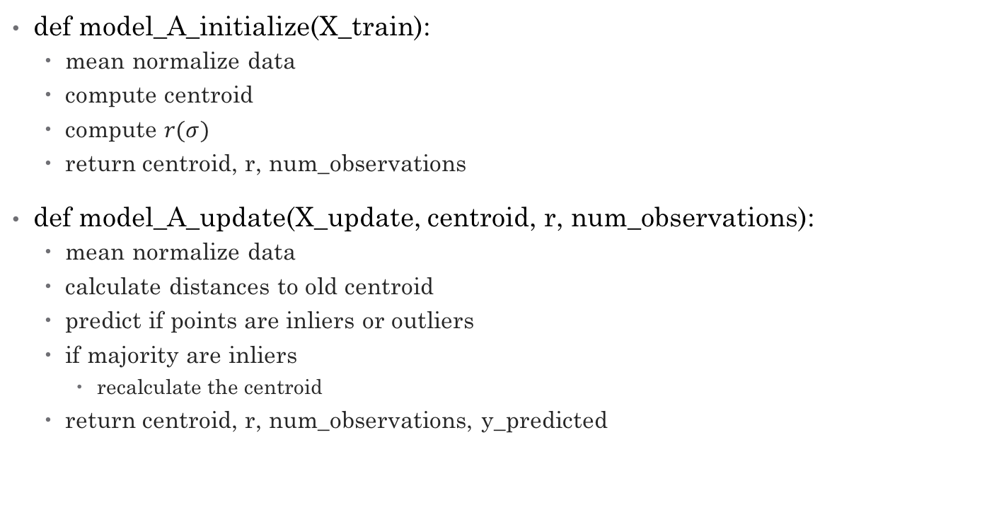 • def model_A_initialize(X_train):
• mean normalize data
• compute centroid
• compute r(σ)
• return centroid, r, num_observations
• def model_A_update(X_update, centroid, r, num_observations):
• mean normalize data
• calculate distances to old centroid
• predict if points are inliers or outliers
• if majority are inliers
• recalculate the centroid
• return centroid, r, num_observations, y_predicted